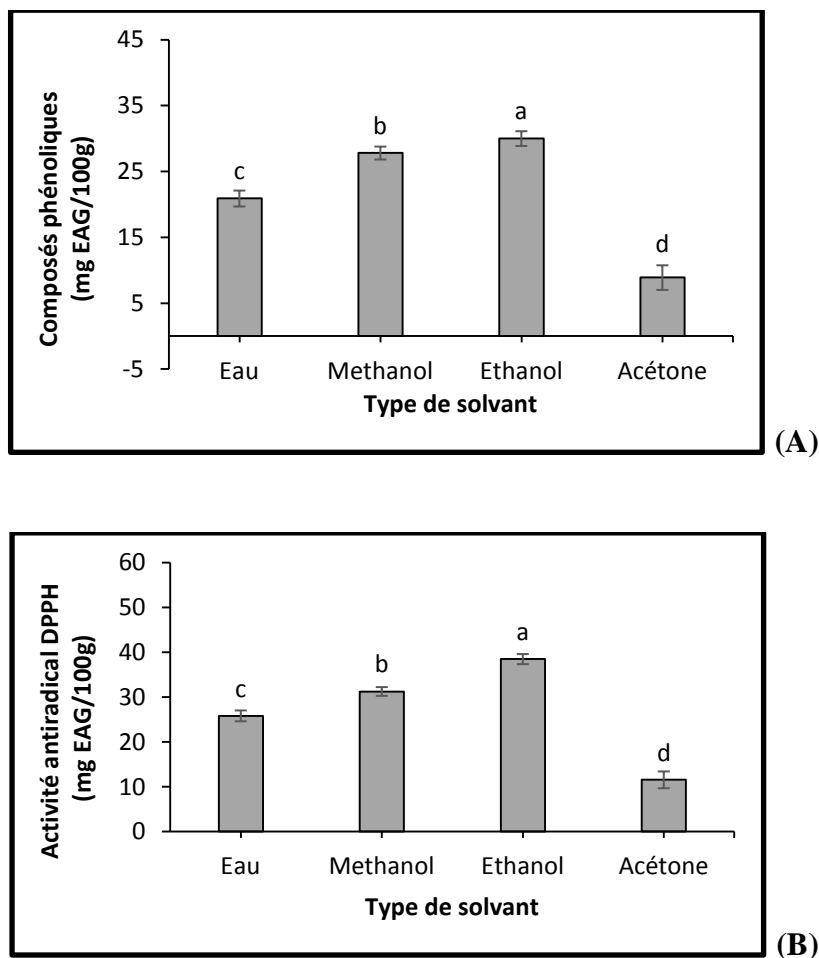 Composés phénoliques
(mg EAG/100g)
45
35
25
15
5
-5
c
b
a
d
Eau Methanol Ethanol Acétone
Type de solvant
(A)
Activité antiradical DPPH
(mg EAG/100g)
60
50
40
30
20
10
0
c
b
a
d
Eau Methanol Ethanol Acétone
Type de solvant
(B)